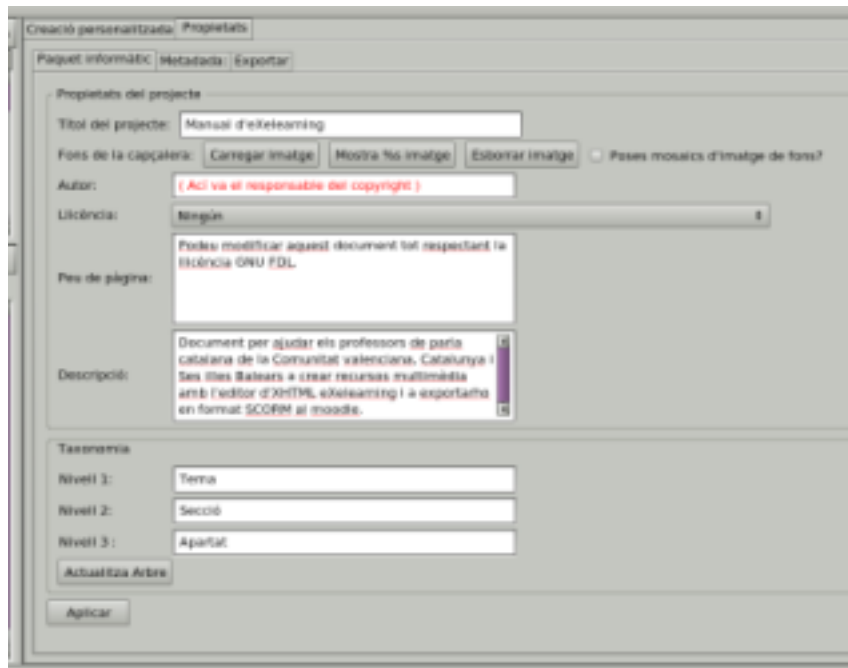 Creació personalitzada Propietats
Paquet informàtic Metadada: Exportar
Propietats del projecte
Títol del projecte: Manual d'eXelearning
Fons de la capçalera: Carregar Imatge Mostra %s imatge Esborrar Imatge Poses mosaics d'imatge de fons?
Autor: ( Ací va el responsable del copyright )
Llicència: Ningún
Podeu modificar aquest document tot respectant la
llicència GNU FDL.
Peu de pàgina:
Document per ajudar els professors de parla
catalana de la Comunitat valenciana, Catalunya i
Ses Illes Balears a crear recursos multimèdia
Descripció:
amb l'editor d'XHTML eXelearning i a exportarho
en format SCORM al moodle.
Taxonomia
Nivell 1: Tema
Nivell 2: Secció
Nivell 3 : Apartat
Actualitza Arbre
Aplicar